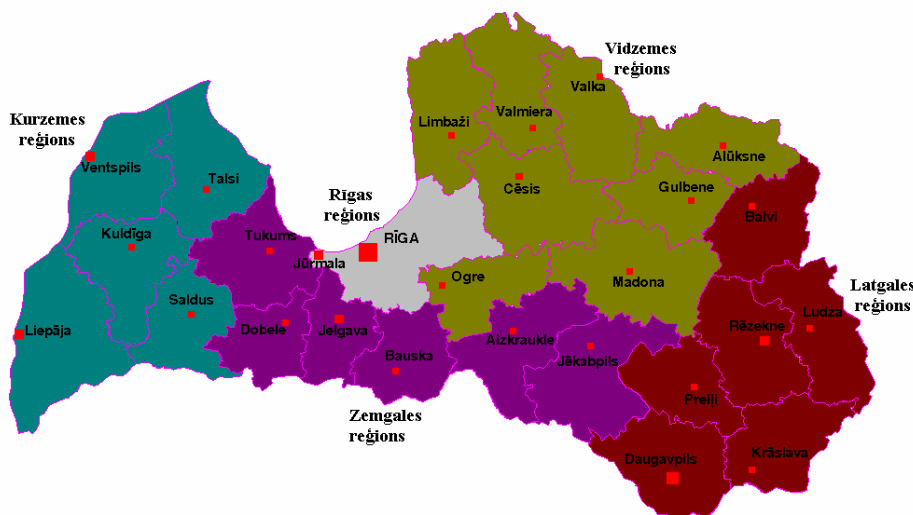 Vidzemes
reģions
Valka
Valmiera
Limbaži
Kurzemes
reģions
Ventspils
Alūksne
Talsi
Cēsis
Gulbene
Rīgas
reģions
Balvi
Kuldīga
Tukums
RĪGA
Jūrmala
Ogre
Madona
Latgales
reģions
Saldus
Ludza
Rēzekne
Liepāja
Dobele
Jelgava
Aizkraukle
Bauska
Jēkabpils
Preiļi
Zemgales
reģions
Krāslava
Daugavpils